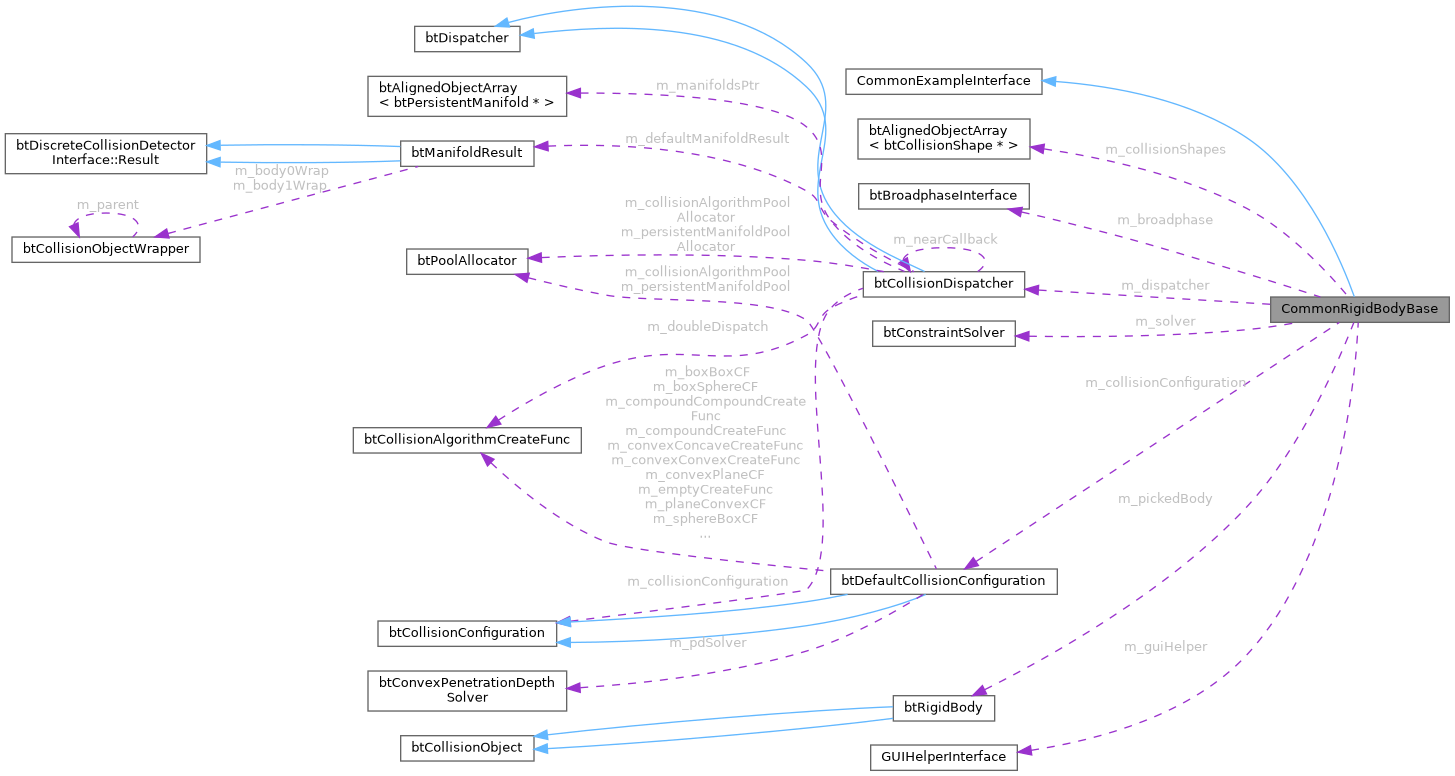 btDispatcher
CommonExampleInterface
btAlignedObjectArray
< btPersistentManifold * >
m_manifoldsPtr
btAlignedObjectArray
< btCollisionShape * >
m_collisionShapes
btDiscreteCollisionDetector
Interface::Result
btManifoldResult
m_defaultManifoldResult
m_body0Wrap
m_body1Wrap
m_parent
btCollisionObjectWrapper
btBroadphaseInterface
m_broadphase
m_collisionAlgorithmPool
Allocator
m_persistentManifoldPool
Allocator
m_nearCallback
btPoolAllocator
m_collisionAlgorithmPool
m_persistentManifoldPool
btCollisionDispatcher
m_dispatcher
CommonRigidBodyBase
m_doubleDispatch
btConstraintSolver
m_solver
m_boxBoxCF
m_boxSphereCF
m_compoundCompoundCreate
Func
m_compoundCreateFunc
m_convexConcaveCreateFunc
m_convexConvexCreateFunc
m_convexPlaneCF
m_emptyCreateFunc
m_planeConvexCF
m_sphereBoxCF
...
m_collisionConfiguration
btCollisionAlgorithmCreateFunc
m_pickedBody
m_collisionConfiguration
btDefaultCollisionConfiguration
btCollisionConfiguration
m_pdSolver
m_guiHelper
btConvexPenetrationDepth
Solver
btRigidBody
btCollisionObject
GUIHelperInterface